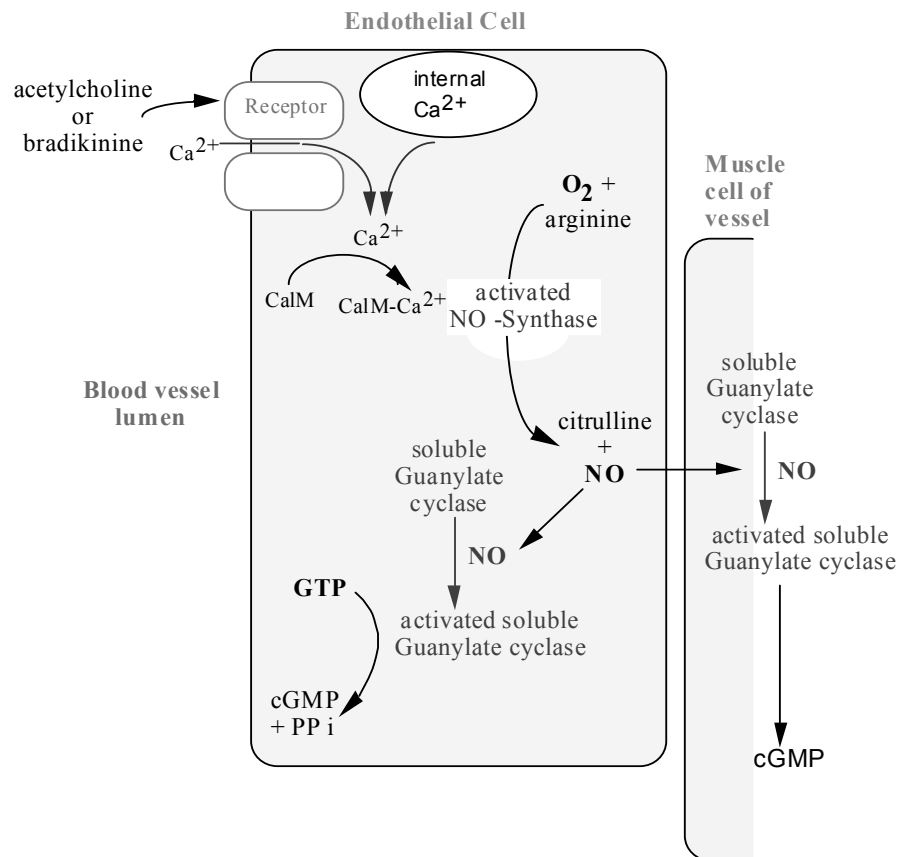 Endothelial Cell
acetylcholine
or
bradikinine
Receptor
internal
Ca2+
Ca2+
Ca2+
CalM
CalM-Ca2+
O2 +
arginine
activated
NO -Synthase
Muscle
cell of
vessel
Blood vessel
lumen
citrulline
+
NO
soluble
Guanylate
cyclase
NO
activated soluble
Guanylate cyclase
GTP
cGMP
+ PP i
soluble
Guanylate
cyclase
NO
activated soluble
Guanylate cyclase
cGMP